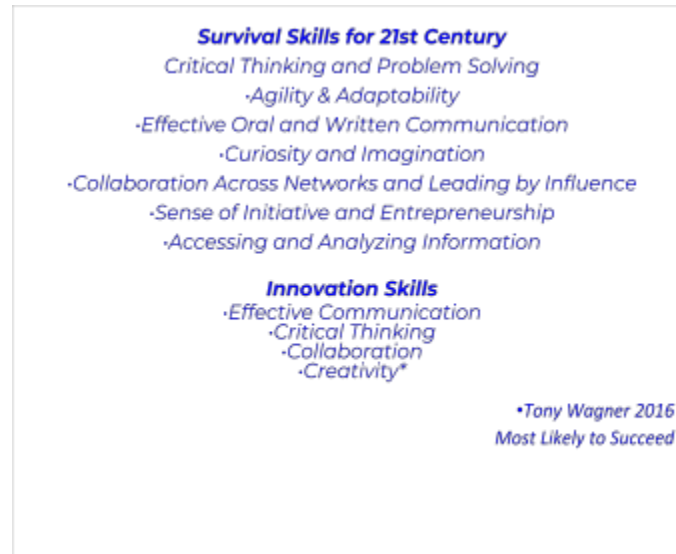 Survival Skills for 21st Century
Critical Thinking and Problem Solving
•Agility & Adaptability
•Effective Oral and Written Communication
•Curiosity and Imagination
•Collaboration Across Networks and Leading by Influence
•Sense of Initiative and Entrepreneurship
•Accessing and Analyzing Information
Innovation Skills
•Effective Communication
•Critical Thinking
•Collaboration
•Creativity*
•Tony Wagner 2016
Most Likely to Succeed